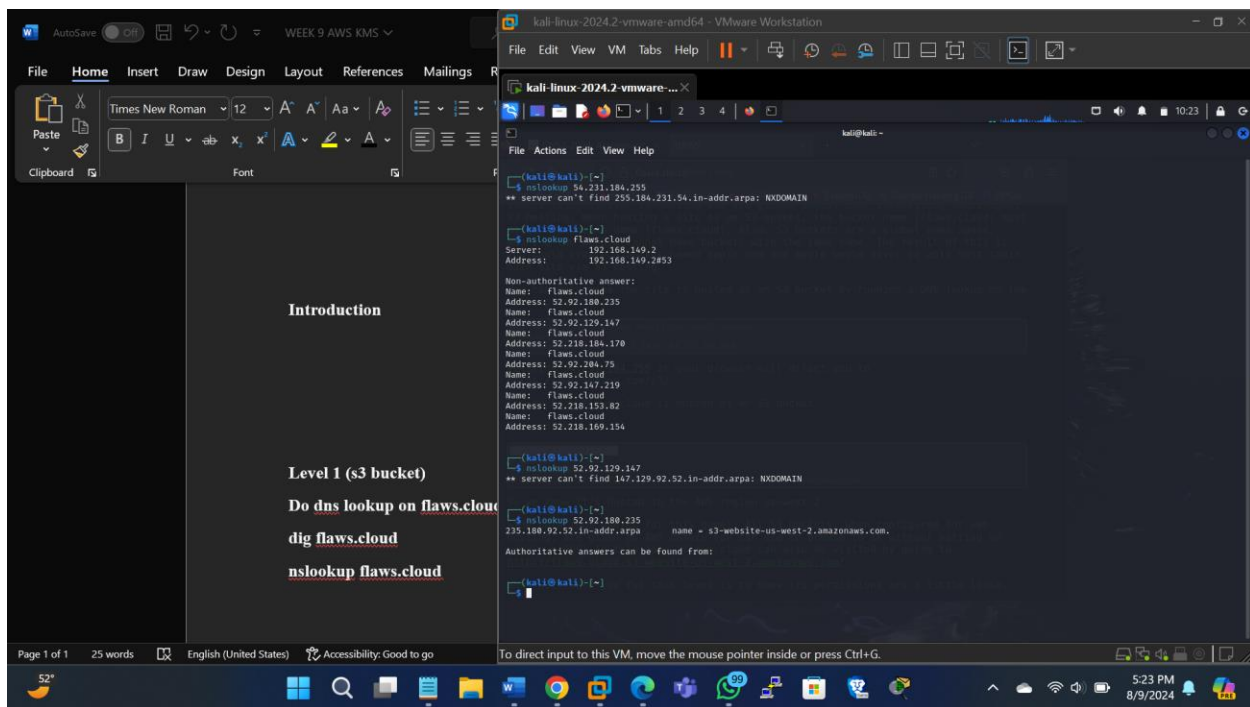 AutoSave Off WEEK 9 AWS KMS
File Home Insert Draw Design Layout References Mailings R
Times New Roman 12
Paste
Clipboard Font
Introduction
Level 1 (s3 bucket)
Do dns lookup on flaws.cloud
dig flaws.cloud
nslookup flaws.cloud
Page 1 of 1 25 words English (United States) Accessibility: Good to go
kali-linux-2024.2-vmware-amd64 - VMware Workstation
File Edit View VM Tabs Help
kali-linux-2024.2-vmware-...
1 2 3 4 10:23
kali@kali: ~
File Actions Edit View Help
(kali㉿kali)-[~]
$ nslookup 54.231.184.255
** server can't find 255.184.231.54.in-addr.arpa: NXDOMAIN
(kali㉿kali)-[~]
$ nslookup flaws.cloud
Server: 192.168.149.2
Address: 192.168.149.2#53
Non-authoritative answer:
Name: flaws.cloud
Address: 52.92.180.235
Name: flaws.cloud
Address: 52.92.129.147
Name: flaws.cloud
Address: 52.218.184.170
Name: flaws.cloud
Address: 52.92.204.75
Name: flaws.cloud
Address: 52.92.147.219
Name: flaws.cloud
Address: 52.218.153.82
Name: flaws.cloud
Address: 52.218.169.154
(kali㉿kali)-[~]
$ nslookup 52.92.129.147
** server can't find 147.129.92.52.in-addr.arpa: NXDOMAIN
(kali㉿kali)-[~]
$ nslookup 52.92.180.235
235.180.92.52.in-addr.arpa name = s3-website-us-west-2.amazonaws.com.
Authoritative answers can be found from:
(kali㉿kali)-[~]
$
To direct input to this VM, move the mouse pointer inside or press Ctrl+G.
52°
99
5:23 PM
8/9/2024
PRE